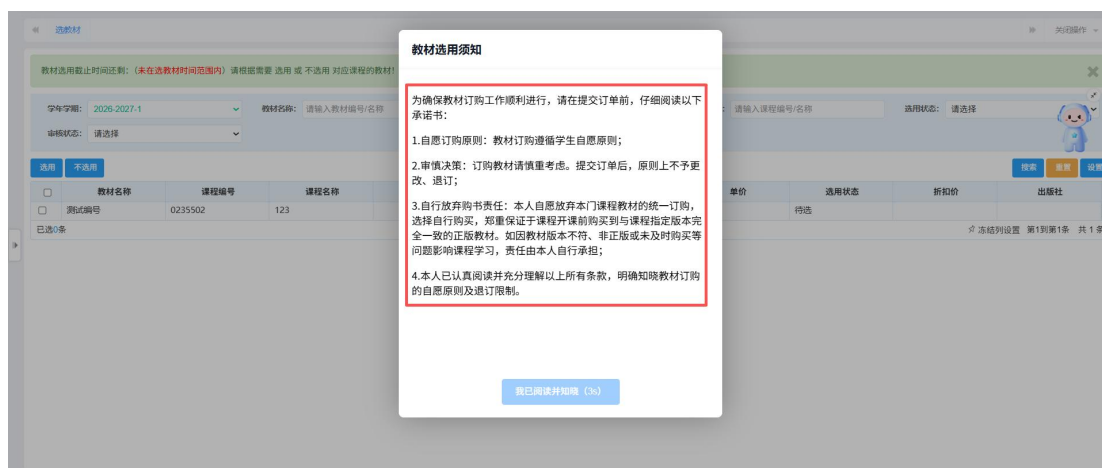 选教材
关闭操作
教材选用须知
教材选用截止时间还剩：（未在选教材时间范围内）请根据需要 选用 或 不选用 对应课程的教材！
为确保教材订购工作顺利进行，请在提交订单前，仔细阅读以下
承诺书：
1.自愿订购原则：教材订购遵循学生自愿原则；
2.审慎决策：订购教材请慎重考虑。提交订单后，原则上不予更
改、退订；
3.自行放弃购书责任：本人自愿放弃本门课程教材的统一订购，
选择自行购买，郑重保证于课程开课前购买到与课程指定版本完
全一致的正版教材。如因教材版本不符、非正版或未及时购买等
问题影响课程学习，责任由本人自行承担；
4.本人已认真阅读并充分理解以上所有条款，明确知晓教材订购
的自愿原则及退订限制。
我已阅读并知晓（3s）
学年学期： 2026-2027-1 教材名称： 请输入教材编号/名称 请输入课程编号/名称 选用状态： 请选择
审核状态： 请选择
选用 不选用 搜索 重置 设置
教材名称 课程编号 课程名称 单价 选用状态 折扣价 出版社
测试编号 0235502 123 待选
已选0条 冻结列设置 第1到第1条 共 1 条